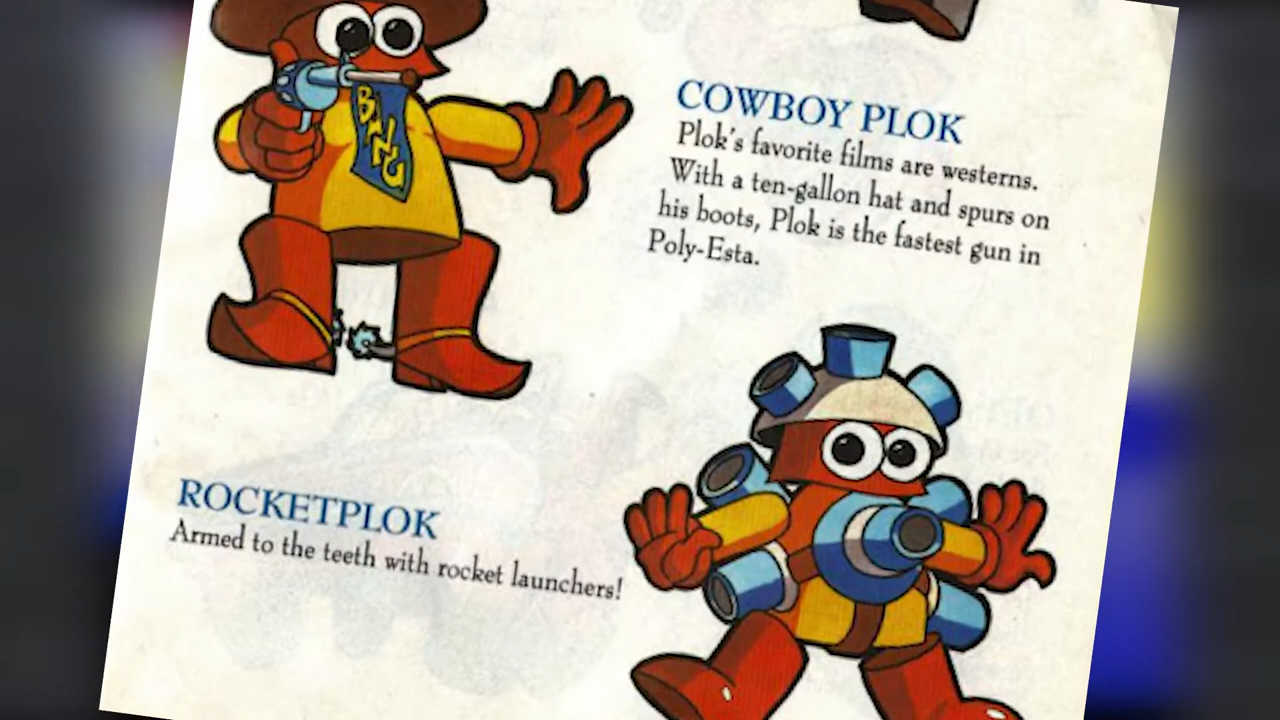 BANG
COWBOY PLOK
Plok's favorite films are westerns.
With a ten-gallon hat and spurs on
his boots, Plok is the fastest gun in
Poly-Esta.
ROCKETPLOK
Armed to the teeth with rocket launchers!